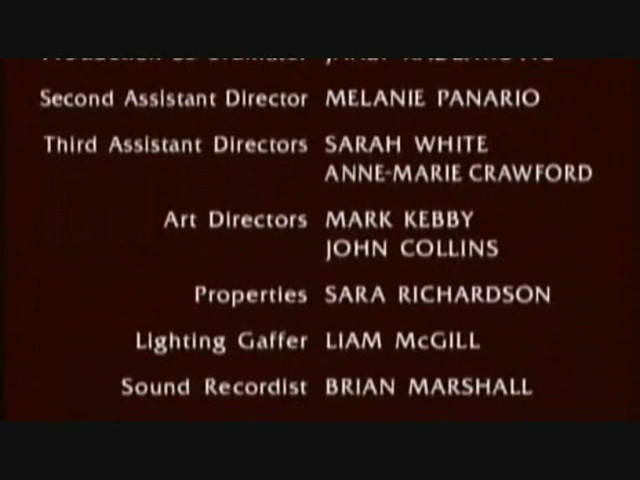 Second Assistant Director MELANIE PANARIO
Third Assistant Directors SARAH WHITE
ANNE-MARIE CRAWFORD
Art Directors MARK KEBBY
JOHN COLLINS
Properties SARA RICHARDSON
Lighting Gaffer LIAM McGILL
Sound Recordist BRIAN MARSHALL